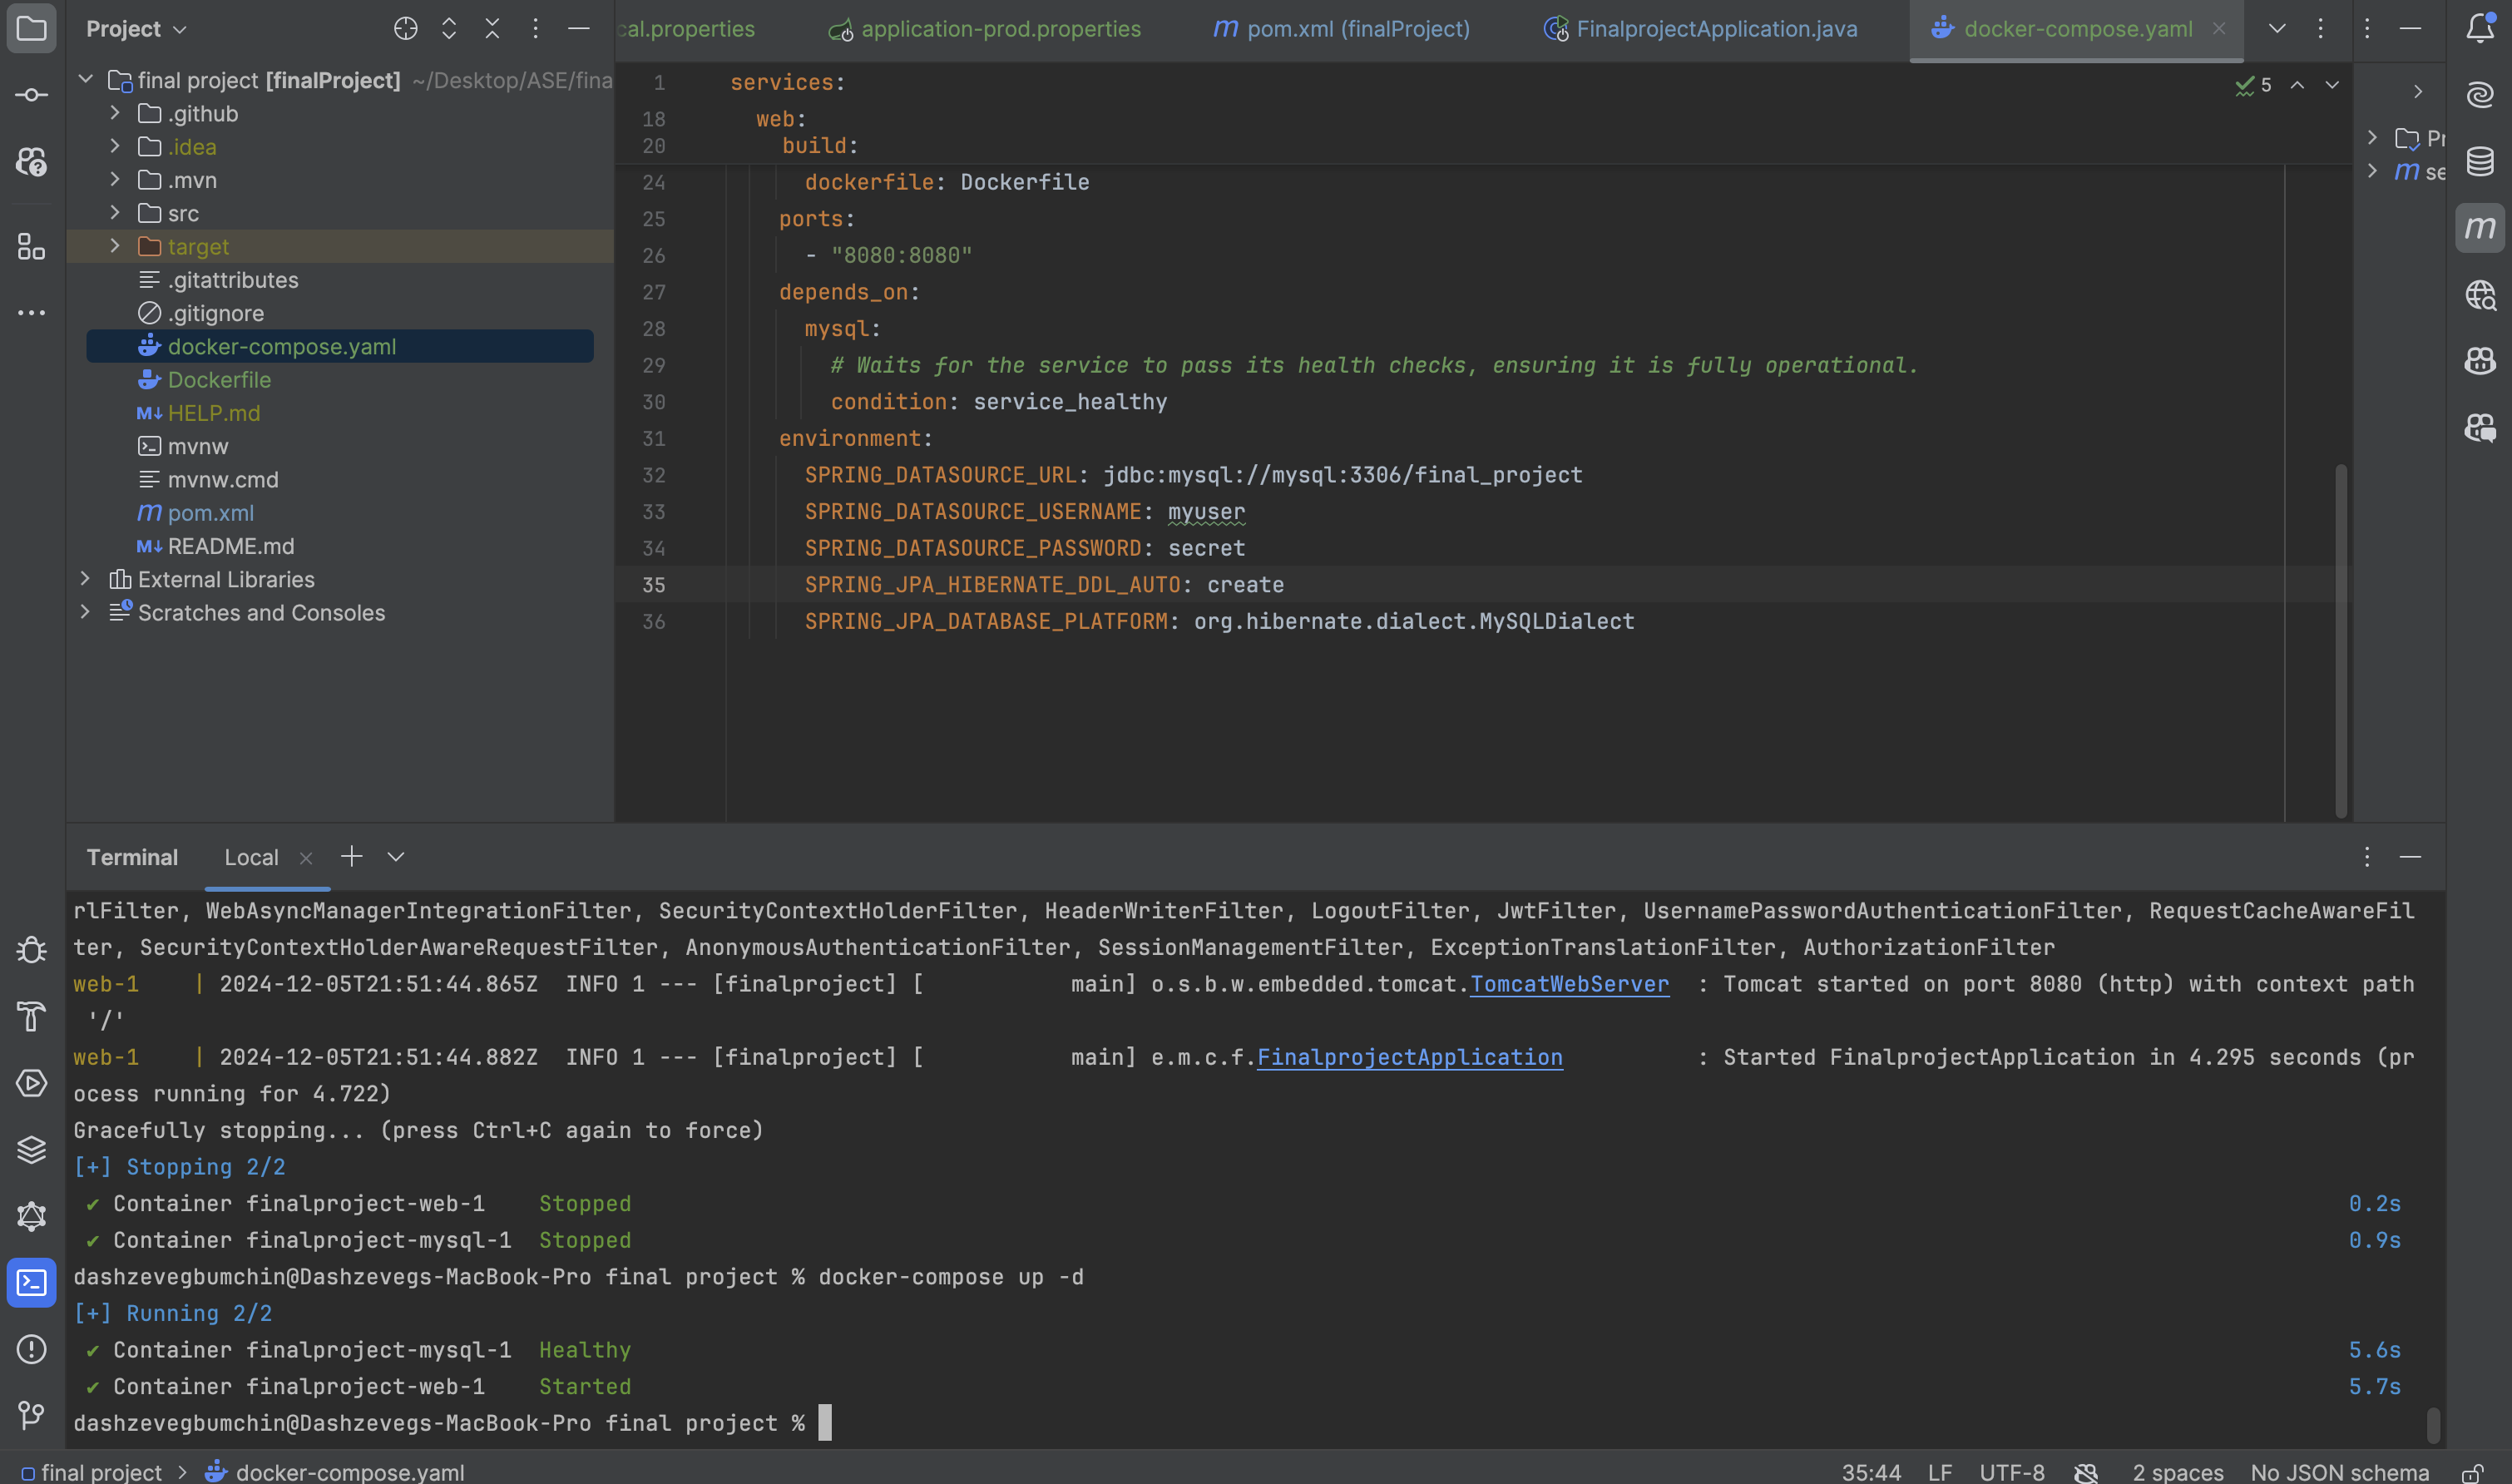 Project
cal.properties
application-prod.properties
pom.xml (finalProject)
FinalprojectApplication.java
docker-compose.yaml
final project [finalProject] ~/Desktop/ASE/fina
.github
.idea
.mvn
src
target
.gitattributes
.gitignore
docker-compose.yaml
Dockerfile
M↓ HELP.md
mvnw
mvnw.cmd
m pom.xml
M↓ README.md
External Libraries
Scratches and Consoles
1 services:
18 web:
20 build:
24 dockerfile: Dockerfile
25 ports:
26 - "8080:8080"
27 depends_on:
28 mysql:
29 # Waits for the service to pass its health checks, ensuring it is fully operational.
30 condition: service_healthy
31 environment:
32 SPRING_DATASOURCE_URL: jdbc:mysql://mysql:3306/final_project
33 SPRING_DATASOURCE_USERNAME: myuser
34 SPRING_DATASOURCE_PASSWORD: secret
35 SPRING_JPA_HIBERNATE_DDL_AUTO: create
36 SPRING_JPA_DATABASE_PLATFORM: org.hibernate.dialect.MySQLDialect
5
Pr
m se
m
Terminal Local
rlFilter, WebAsyncManagerIntegrationFilter, SecurityContextHolderFilter, HeaderWriterFilter, LogoutFilter, JwtFilter, UsernamePasswordAuthenticationFilter, RequestCacheAwareFil
ter, SecurityContextHolderAwareRequestFilter, AnonymousAuthenticationFilter, SessionManagementFilter, ExceptionTranslationFilter, AuthorizationFilter
web-1 | 2024-12-05T21:51:44.865Z INFO 1 --- [finalproject] [ main] o.s.b.w.embedded.tomcat.TomcatWebServer : Tomcat started on port 8080 (http) with context path
'/'
web-1 | 2024-12-05T21:51:44.882Z INFO 1 --- [finalproject] [ main] e.m.c.f.FinalprojectApplication : Started FinalprojectApplication in 4.295 seconds (pr
ocess running for 4.722)
Gracefully stopping... (press Ctrl+C again to force)
[+] Stopping 2/2
✔ Container finalproject-web-1 Stopped 0.2s
✔ Container finalproject-mysql-1 Stopped 0.9s
dashzevegbumchin@Dashzevegs-MacBook-Pro final project % docker-compose up -d
[+] Running 2/2
✔ Container finalproject-mysql-1 Healthy 5.6s
✔ Container finalproject-web-1 Started 5.7s
dashzevegbumchin@Dashzevegs-MacBook-Pro final project %
final project > docker-compose.yaml
35:44 LF UTF-8 2 spaces No JSON schema